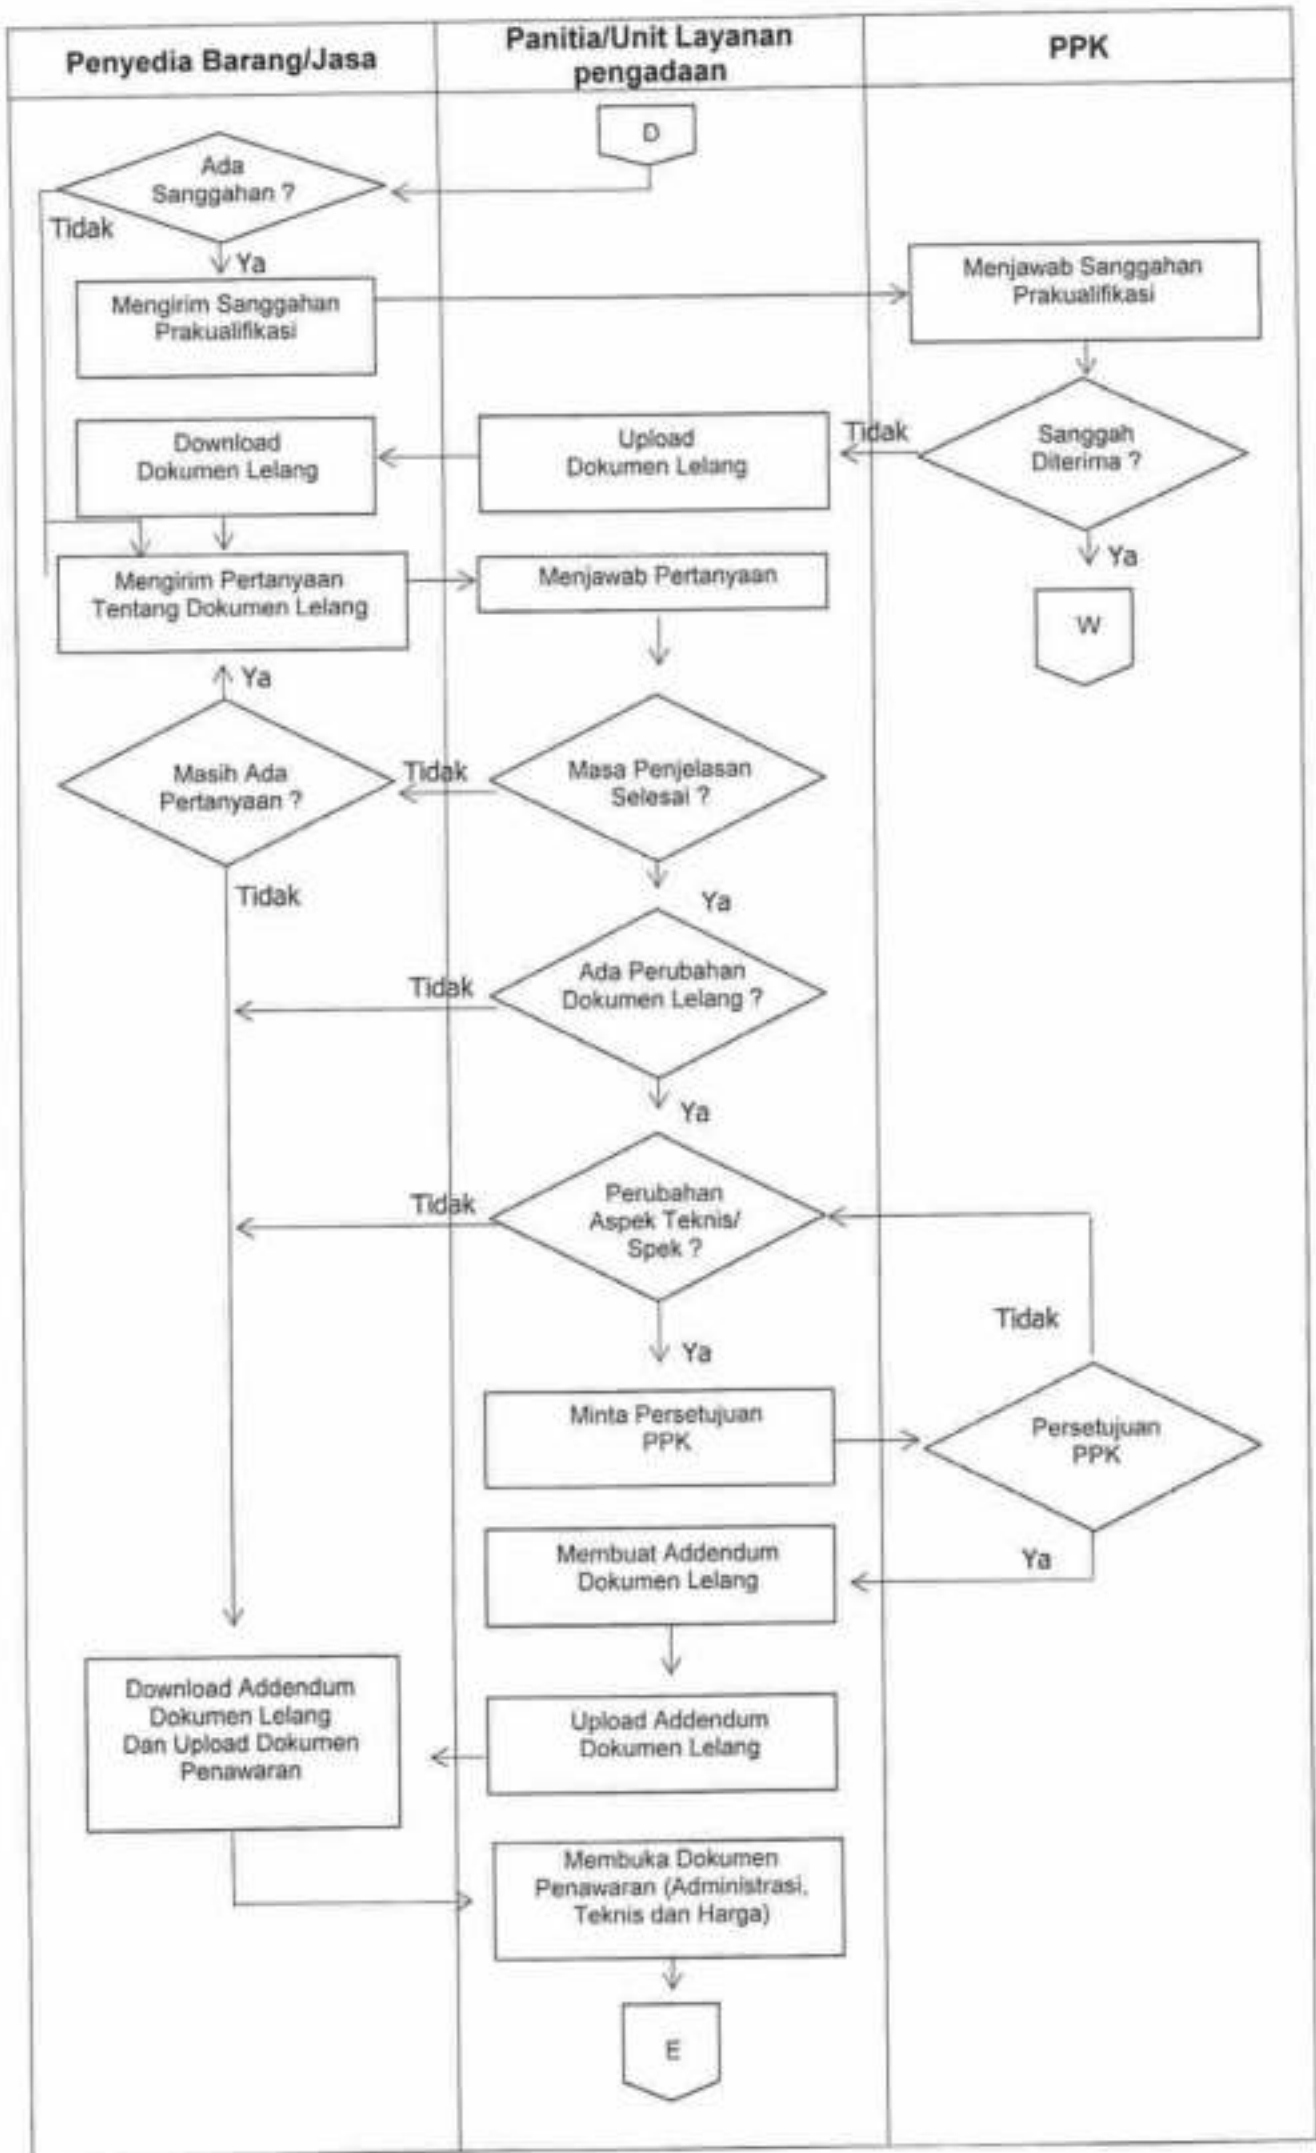 Penyedia Barang/Jasa
Panitia/Unit Layanan
pengadaan
PPK
D
Ada
Sanggahan ?
Tidak
Ya
Mengirim Sanggahan
Prakualifikasi
Menjawab Sanggahan
Prakualifikasi
Download
Dokumen Lelang
Upload
Dokumen Lelang
Tidak
Sanggah
Diterima ?
Ya
W
Mengirim Pertanyaan
Tentang Dokumen Lelang
Menjawab Pertanyaan
Ya
Masih Ada
Pertanyaan ?
Tidak
Masa Penjelasan
Selesai ?
Tidak
Ya
Tidak
Ada Perubahan
Dokumen Lelang ?
Ya
Tidak
Perubahan
Aspek Teknis/
Spek ?
Tidak
Ya
Minta Persetujuan
PPK
Persetujuan
PPK
Membuat Addendum
Dokumen Lelang
Ya
Download Addendum
Dokumen Lelang
Dan Upload Dokumen
Penawaran
Upload Addendum
Dokumen Lelang
Membuka Dokumen
Penawaran (Administrasi,
Teknis dan Harga)
E